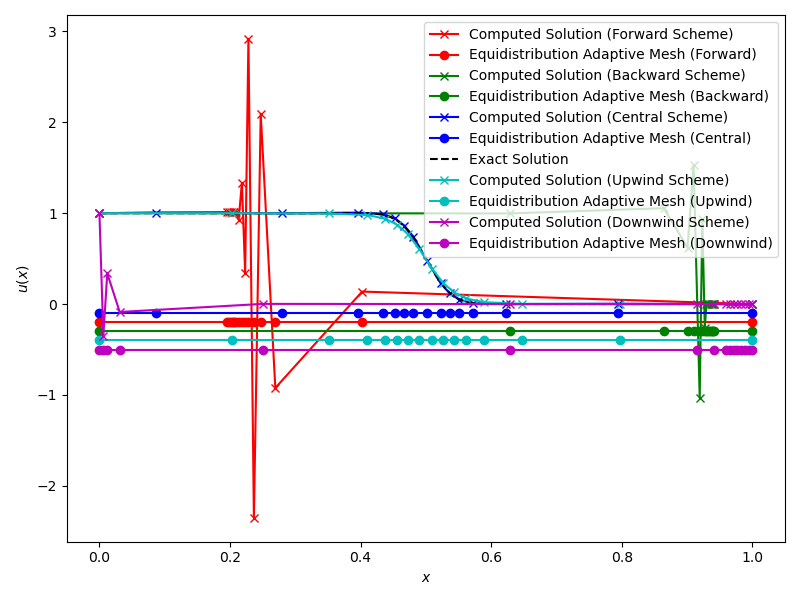 3
2
1
0
−1
−2
u(x)
0.0
0.2
0.4
0.6
0.8
1.0
x
Computed Solution (Forward Scheme)
Equidistribution Adaptive Mesh (Forward)
Computed Solution (Backward Scheme)
Equidistribution Adaptive Mesh (Backward)
Computed Solution (Central Scheme)
Equidistribution Adaptive Mesh (Central)
Exact Solution
Computed Solution (Upwind Scheme)
Equidistribution Adaptive Mesh (Upwind)
Computed Solution (Downwind Scheme)
Equidistribution Adaptive Mesh (Downwind)